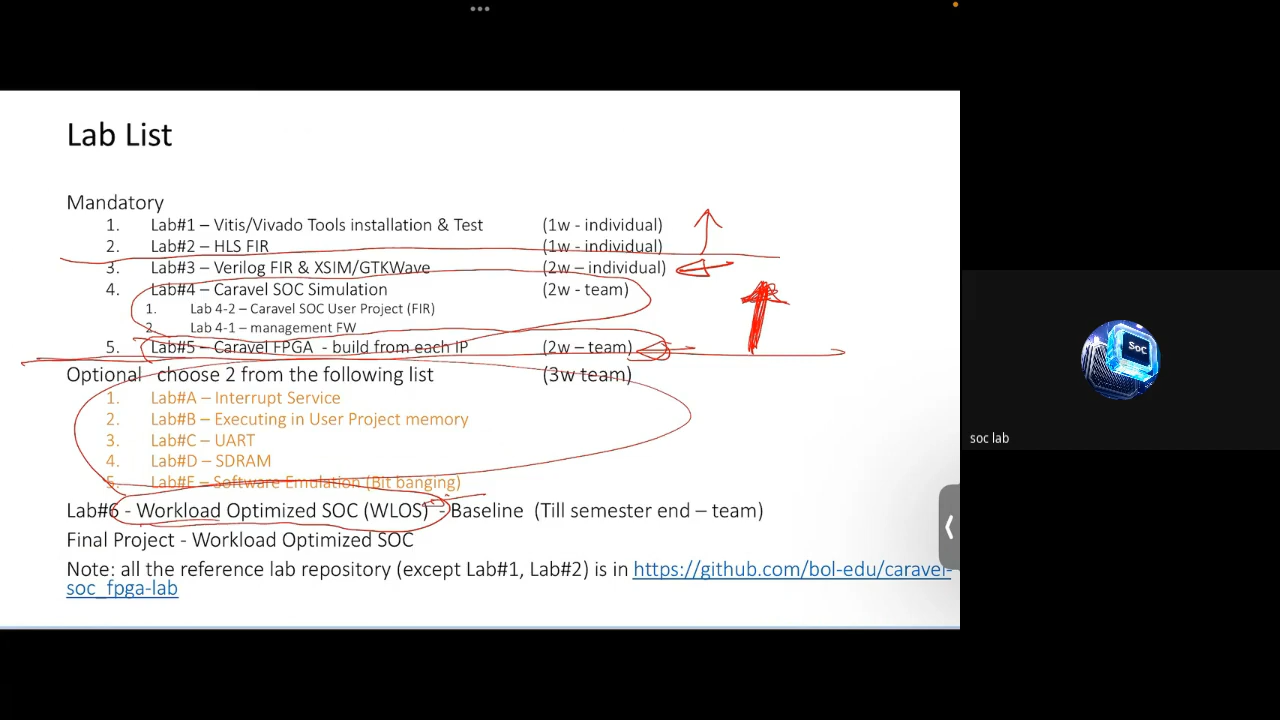 Lab List
Mandatory
1. Lab#1 – Vitis/Vivado Tools installation & Test (1w - individual)
2. Lab#2 – HLS FIR (1w - individual)
3. Lab#3 – Verilog FIR & XSIM/GTKWave (2w – individual)
4. Lab#4 – Caravel SOC Simulation (2w - team)
1. Lab 4-2 – Caravel SOC User Project (FIR)
2. Lab 4-1 – management FW
5. Lab#5 – Caravel FPGA - build from each IP (2w – team)
Optional choose 2 from the following list (3w team)
1. Lab#A – Interrupt Service
2. Lab#B – Executing in User Project memory
3. Lab#C – UART
4. Lab#D – SDRAM
5. Lab#E – Software Emulation (Bit banging)
Lab#6 - Workload Optimized SOC (WLOS) - Baseline (Till semester end – team)
Final Project - Workload Optimized SOC
Note: all the reference lab repository (except Lab#1, Lab#2) is in https://github.com/bol-edu/caravel-
soc_fpga-lab
SoC
soc lab